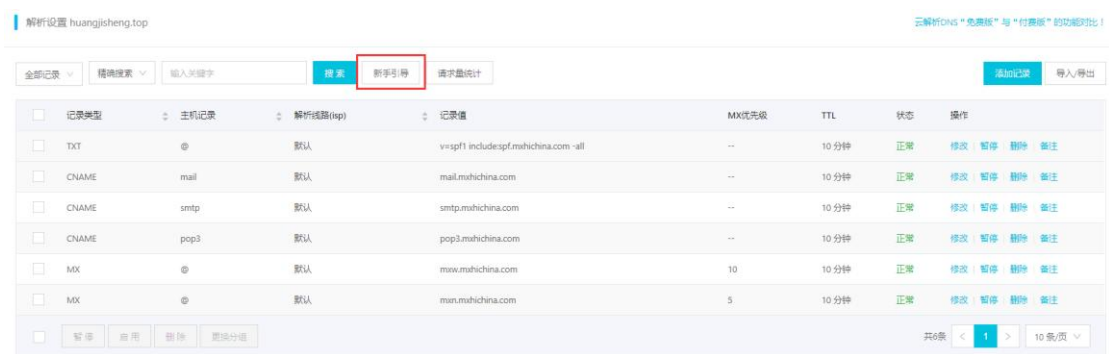 解析设置 huangjisheng.top 云解析DNS“免费版”与“付费版”的功能对比！
全部记录 精确搜索 输入关键字 搜索 新手引导 请求量统计 添加记录 导入/导出
记录类型 主机记录 解析线路(isp) 记录值 MX优先级 TTL 状态 操作
TXT @ 默认 v=spf1 include:spf.mxhichina.com -all -- 10 分钟 正常 修改 暂停 删除 备注
CNAME mail 默认 mail.mxhichina.com -- 10 分钟 正常 修改 暂停 删除 备注
CNAME smtp 默认 smtp.mxhichina.com -- 10 分钟 正常 修改 暂停 删除 备注
CNAME pop3 默认 pop3.mxhichina.com -- 10 分钟 正常 修改 暂停 删除 备注
MX @ 默认 mxw.mxhichina.com 10 10 分钟 正常 修改 暂停 删除 备注
MX @ 默认 mxn.mxhichina.com 5 10 分钟 正常 修改 暂停 删除 备注
暂停 启用 删除 更换分组 共6条 < 1 > 10 条/页